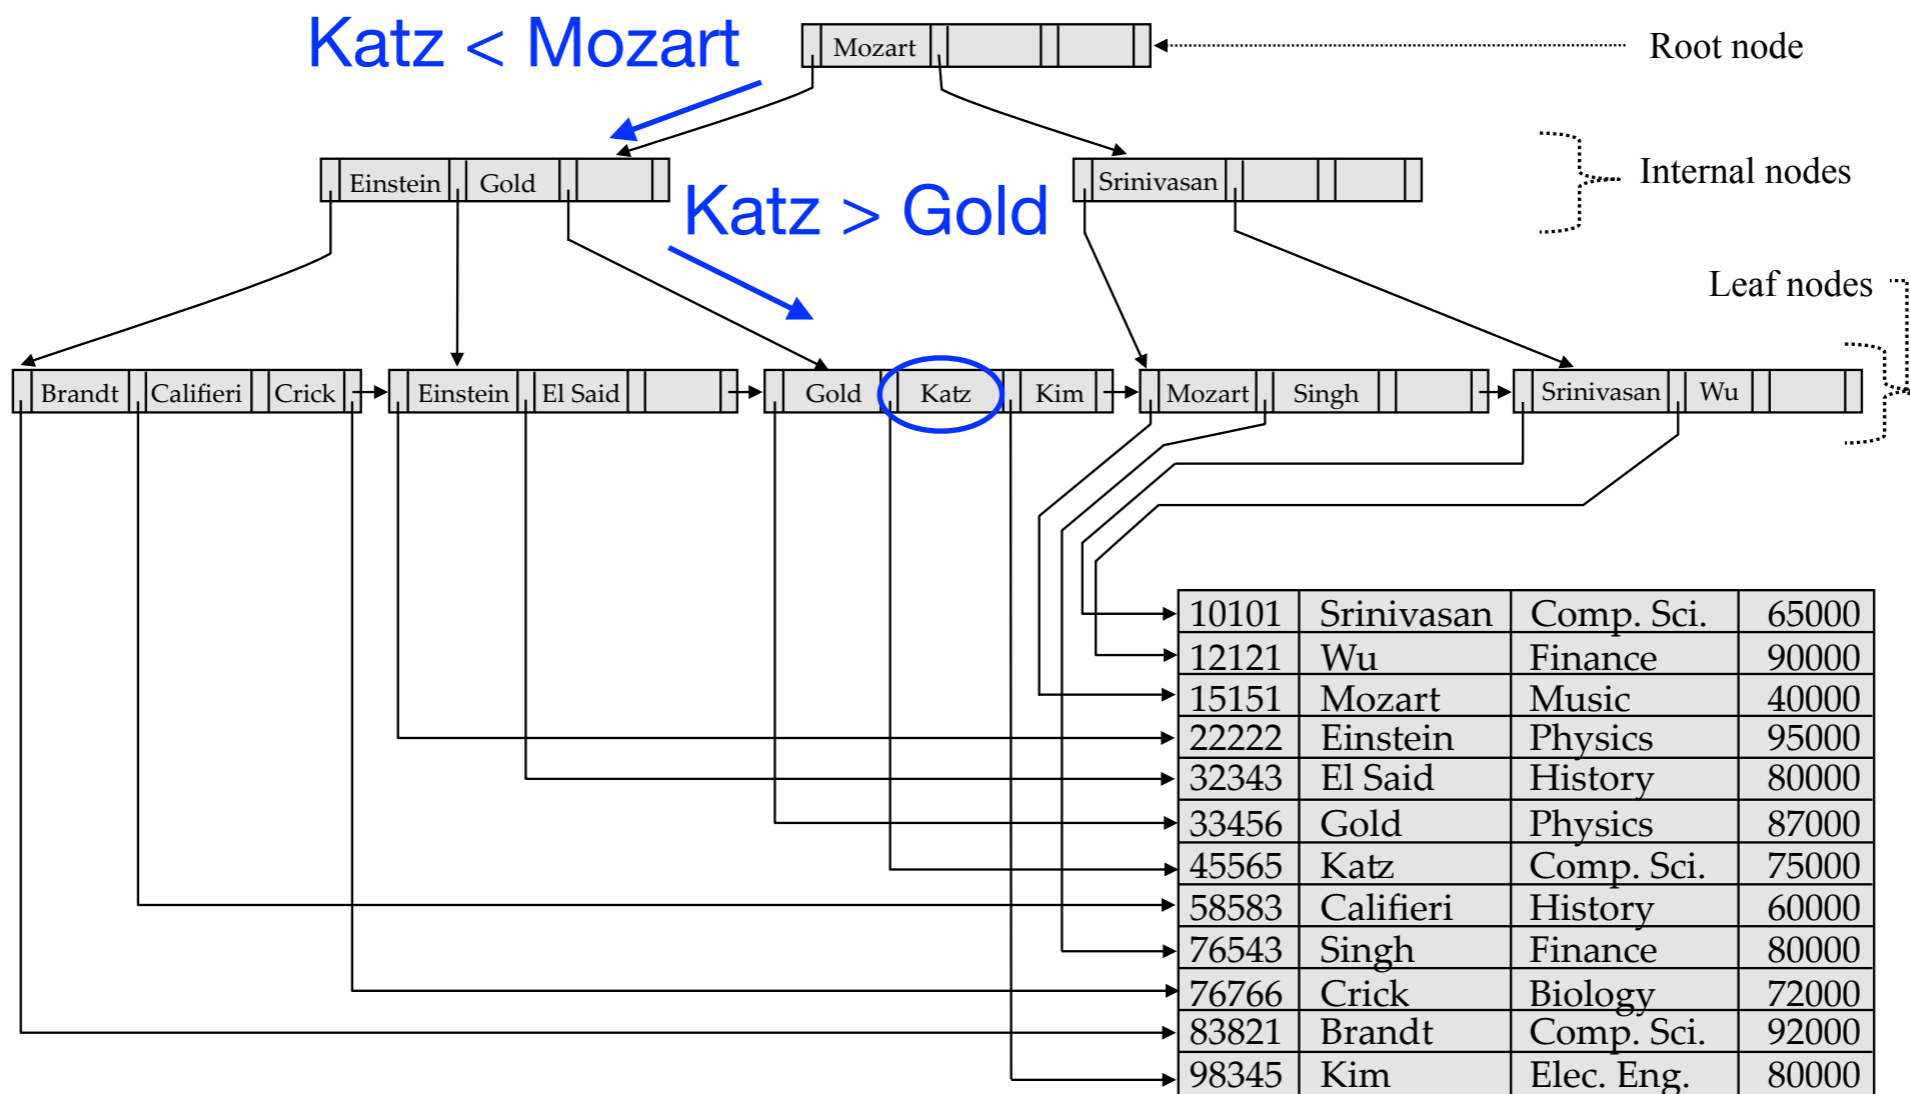 Katz < Mozart
Mozart
Root node
Einstein Gold
Srinivasan
Internal nodes
Katz > Gold
Leaf nodes
Brandt Califieri Crick Einstein El Said Gold Katz Kim Mozart Singh Srinivasan Wu
10101 Srinivasan Comp. Sci. 65000
12121 Wu Finance 90000
15151 Mozart Music 40000
22222 Einstein Physics 95000
32343 El Said History 80000
33456 Gold Physics 87000
45565 Katz Comp. Sci. 75000
58583 Califieri History 60000
76543 Singh Finance 80000
76766 Crick Biology 72000
83821 Brandt Comp. Sci. 92000
98345 Kim Elec. Eng. 80000